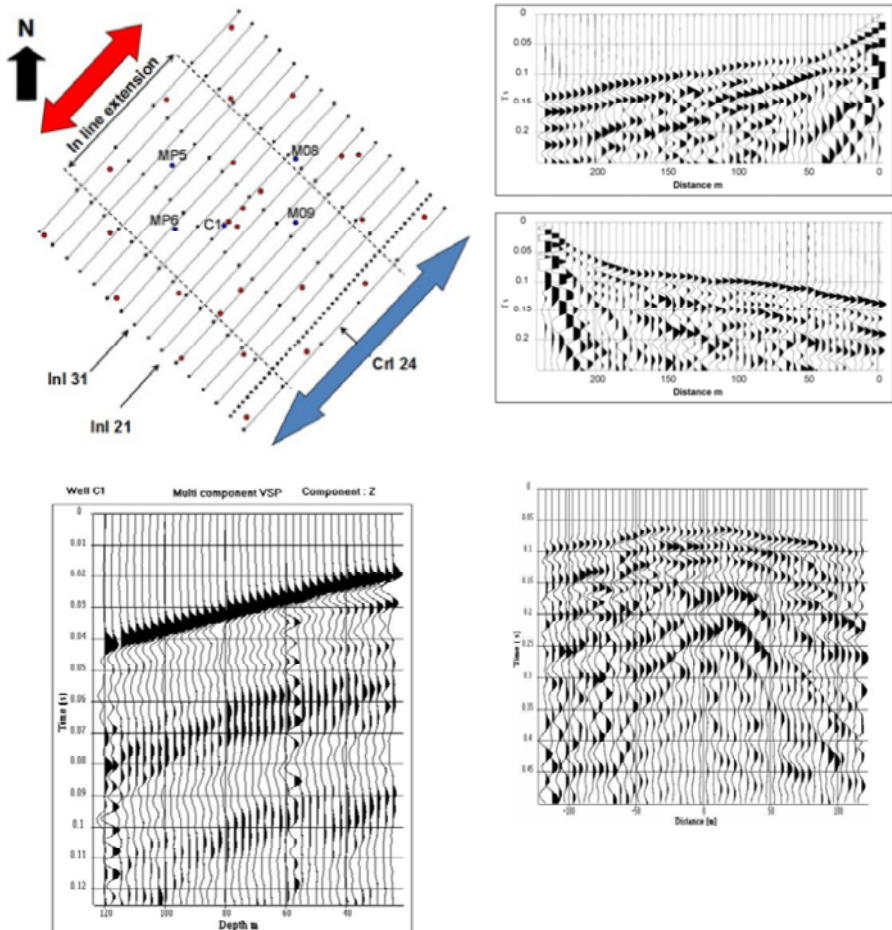 N
In line extension
MP5
M08
MP6
C1
M09
Crl 24
Inl 31
Inl 21
0
0.05
0.1
0.15
0.2
T s
200
150
100
50
0
Distance m
0
0.05
0.1
0.15
0.2
T s
200
150
100
50
0
Distance m
Well C1 Multi component VSP Component : Z
0
0.01
0.02
0.03
0.04
0.05
0.06
0.07
0.08
0.09
0.1
0.11
0.12
Time (s)
120 100 80 60 40
Depth m
0
0.05
0.1
0.15
0.2
0.25
0.3
0.35
0.4
0.45
Time (s)
-100 -50 0 50 100
Distance (m)